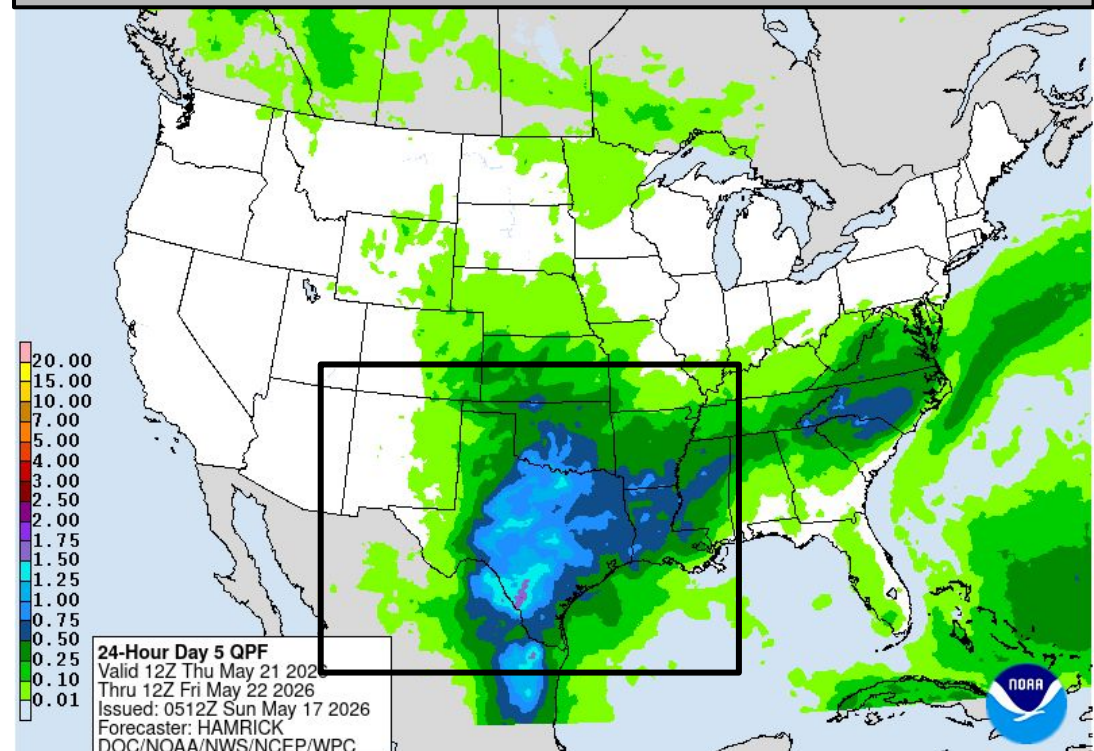 20.00
15.00
10.00
7.00
5.00
4.00
3.00
2.50
2.00
1.75
1.50
1.25
1.00
0.75
0.50
0.25
0.10
0.01
24-Hour Day 5 QPF
Valid 12Z Thu May 21 2026
Thru 12Z Fri May 22 2026
Issued: 0512Z Sun May 17 2026
Forecaster: HAMRICK
DOC/NOAA/NWS/NCEP/WPC
NOAA